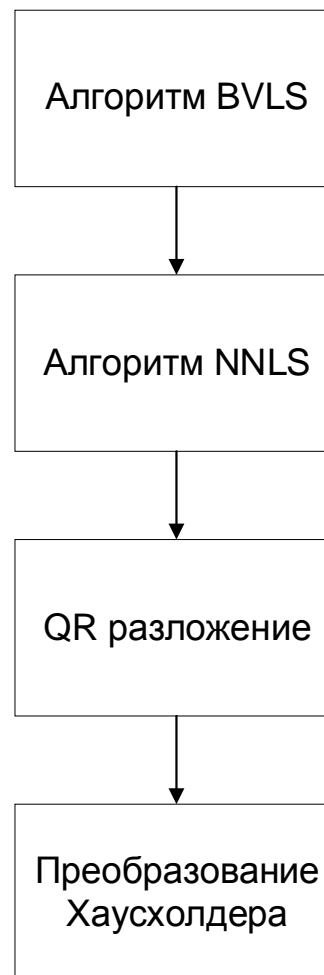 Алгоритм BVLS
Алгоритм NNLS
QR разложение
Преобразование
Хаусхолдера